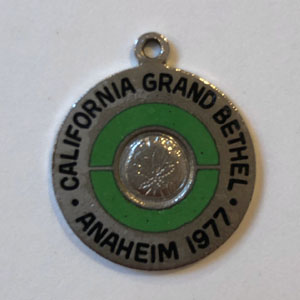 · CALIFORNIA GRAND BETHEL ·
ANAHEIM 1977